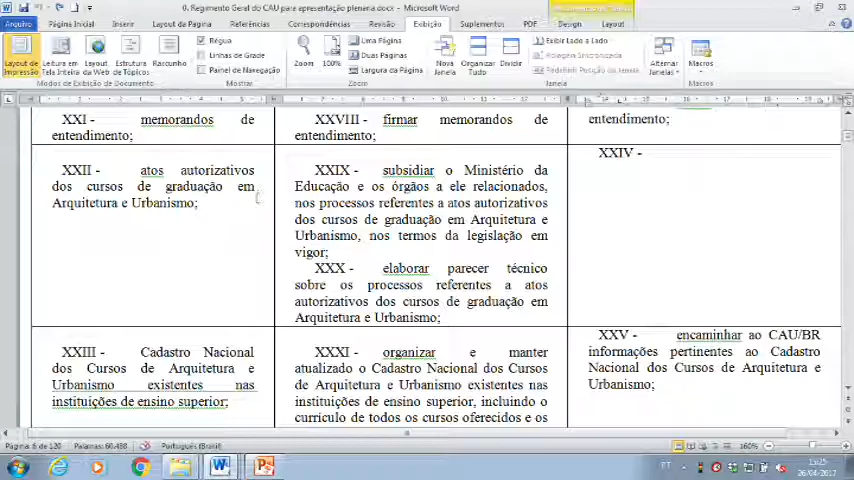 0. Regimento Geral do CAU para apresentação plenaria.docx - Microsoft Word
Arquivo Página Inicial Inserir Layout da Página Referências Correspondências Revisão Exibição Suplementos PDF Design Layout
Layout de Impressão
Leitura em Tela Inteira
Layout da Web
Estrutura de Tópicos
Rascunho
Modos de Exibição de Documento
Régua
Linhas de Grade
Painel de Navegação
Mostrar
Zoom
100%
Uma Página
Duas Páginas
Largura da Página
Zoom
Nova Janela
Organizar Tudo
Dividir
Exibir Lado a Lado
Rolagem Sincronizada
Redefinir Posição da Janela
Janela
Alternar Janelas
Macros
Macros
XXI - memorandos de
entendimento;
XXVIII - firmar memorandos de
entendimento;
entendimento;
XXII - atos autorizativos
dos cursos de graduação em
Arquitetura e Urbanismo;
XXIX - subsidiar o Ministério da
Educação e os órgãos a ele relacionados,
nos processos referentes a atos autorizativos
dos cursos de graduação em Arquitetura e
Urbanismo, nos termos da legislação em
vigor;
XXX - elaborar parecer técnico
sobre os processos referentes a atos
autorizativos dos cursos de graduação em
Arquitetura e Urbanismo;
XXIV -
XXIII - Cadastro Nacional
dos Cursos de Arquitetura e
Urbanismo existentes nas
instituições de ensino superior;
XXXI - organizar e manter
atualizado o Cadastro Nacional dos Cursos
de Arquitetura e Urbanismo existentes nas
instituições de ensino superior, incluindo o
currículo de todos os cursos oferecidos e os
XXV - encaminhar ao CAU/BR
informações pertinentes ao Cadastro
Nacional dos Cursos de Arquitetura e
Urbanismo;
Página: 6 de 120 Palavras: 60.488 Português (Brasil) 160%
PT 15:25
26/04/2017